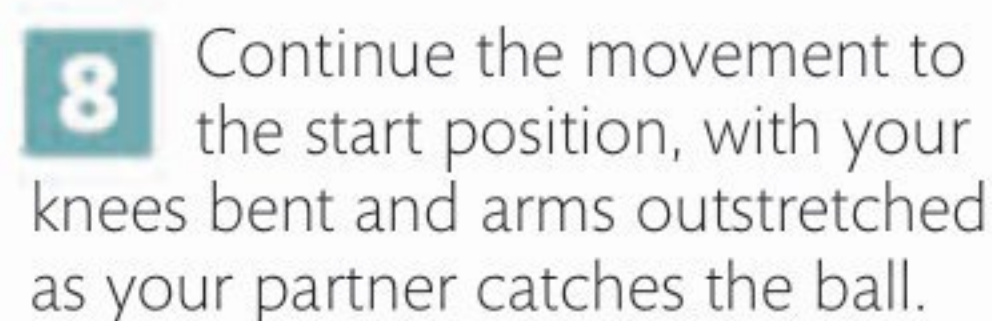 8 Continue the movement to
the start position, with your
knees bent and arms outstretched
as your partner catches the ball.